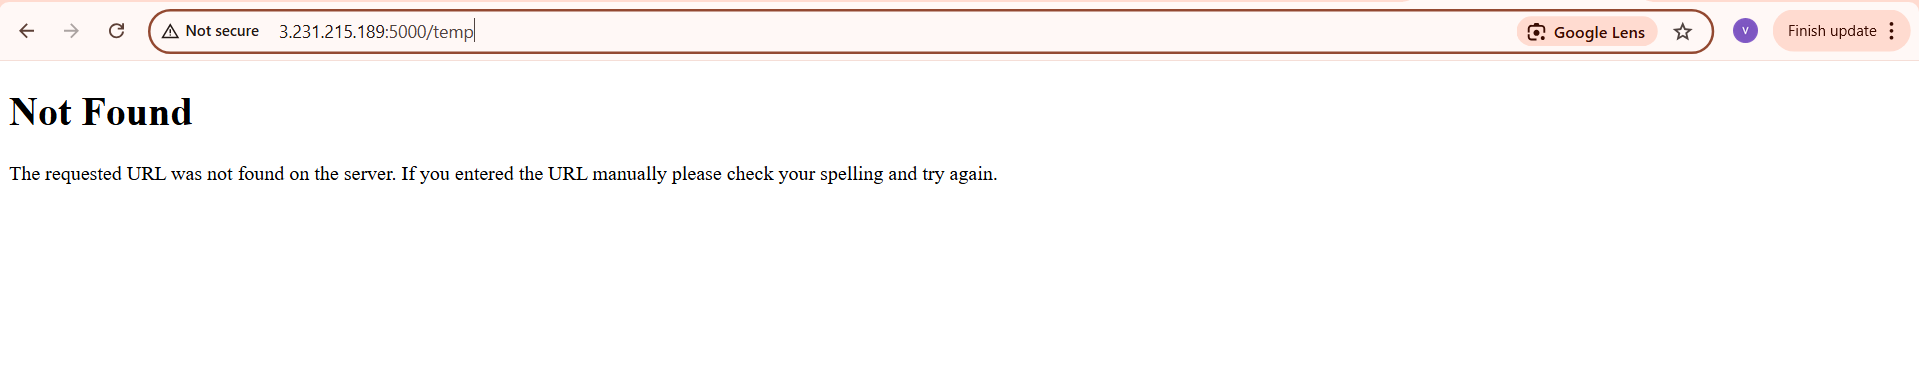 Not secure 3.231.215.189:5000/temp Google Lens V Finish update
Not Found
The requested URL was not found on the server. If you entered the URL manually please check your spelling and try again.